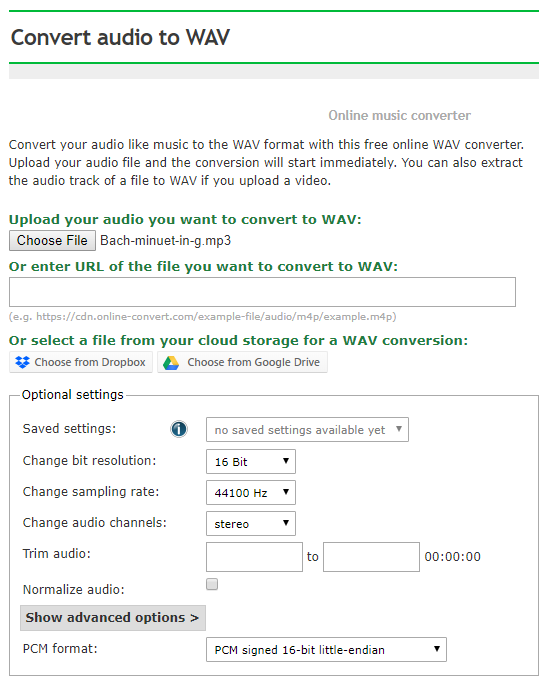 Convert audio to WAV
Online music converter
Convert your audio like music to the WAV format with this free online WAV converter.
Upload your audio file and the conversion will start immediately. You can also extract
the audio track of a file to WAV if you upload a video.
Upload your audio you want to convert to WAV:
Choose File Bach-minuet-in-g.mp3
Or enter URL of the file you want to convert to WAV:
(e.g. https://cdn.online-convert.com/example-file/audio/m4p/example.m4p)
Or select a file from your cloud storage for a WAV conversion:
Choose from Dropbox Choose from Google Drive
Optional settings
Saved settings: i no saved settings available yet
Change bit resolution: 16 Bit
Change sampling rate: 44100 Hz
Change audio channels: stereo
Trim audio: to 00:00:00
Normalize audio:
Show advanced options >
PCM format: PCM signed 16-bit little-endian